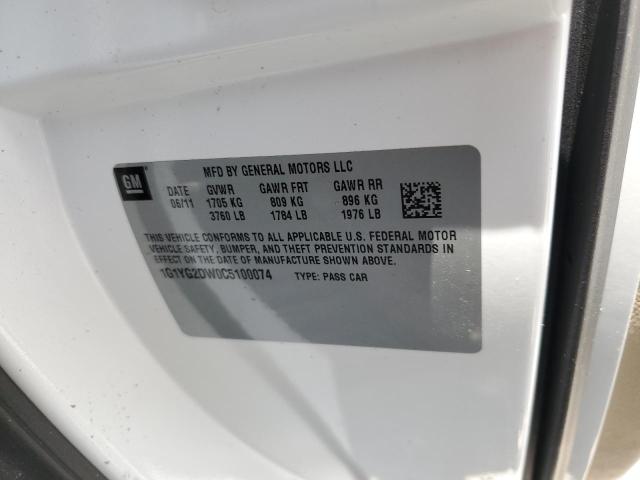 GM
MFD BY GENERAL MOTORS LLC
DATE GVWR GAWR FRT GAWR RR
06/11 1705 KG 809 KG 896 KG
3760 LB 1784 LB 1976 LB
THIS VEHICLE CONFORMS TO ALL APPLICABLE U.S. FEDERAL MOTOR
VEHICLE SAFETY, BUMPER, AND THEFT PREVENTION STANDARDS IN
EFFECT ON THE DATE OF MANUFACTURE SHOWN ABOVE.
1G1YG2DW0C5100074 TYPE: PASS CAR